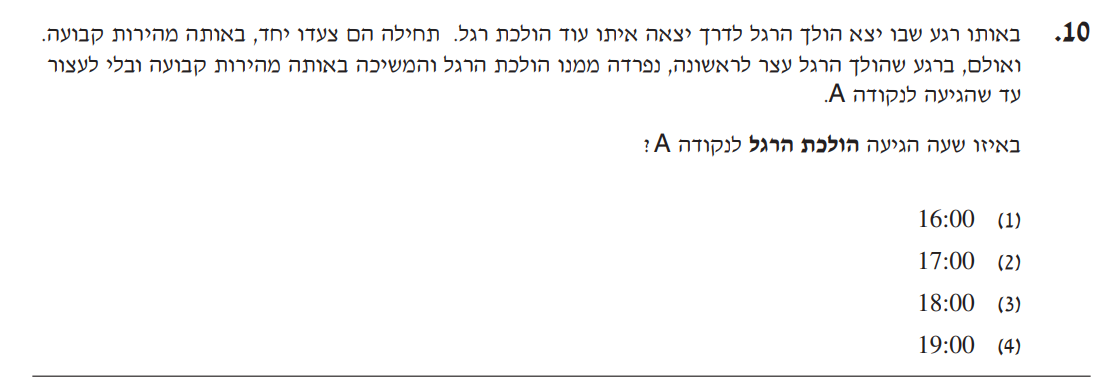 10. באותו רגע שבו יצא הולך הרגל לדרך יצאה איתו עוד הולכת רגל. תחילה הם צעדו יחד, באותה מהירות קבועה.
ואולם, ברגע שהולך הרגל עצר לראשונה, נפרדה ממנו הולכת הרגל והמשיכה באותה מהירות קבועה ובלי לעצור
עד שהגיעה לנקודה A.
באיזו שעה הגיעה הולכת הרגל לנקודה A?
(1) 16:00
(2) 17:00
(3) 18:00
(4) 19:00